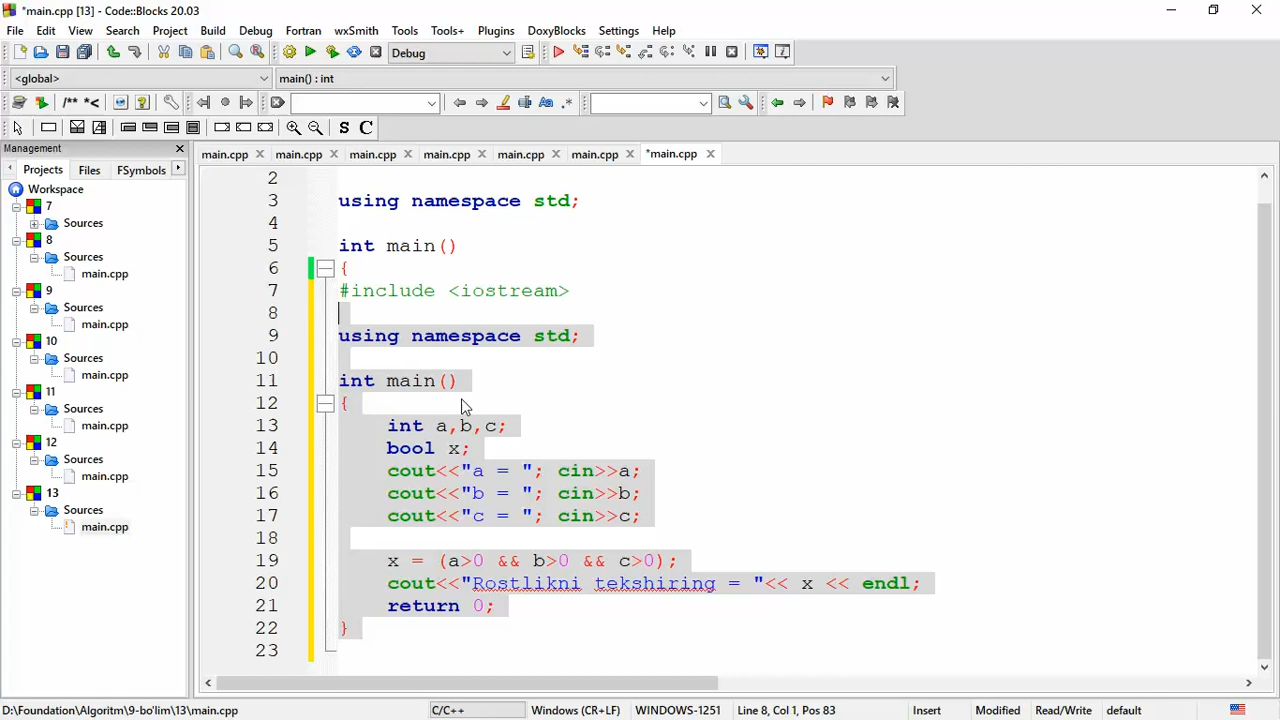 *main.cpp [13] - Code::Blocks 20.03
File Edit View Search Project Build Debug Fortran wxSmith Tools Tools+ Plugins DoxyBlocks Settings Help
Debug
<global> main() : int
/** *<
S C
Management
Projects Files FSymbols
main.cpp main.cpp main.cpp main.cpp main.cpp main.cpp *main.cpp
Workspace
7
Sources
8
Sources
main.cpp
9
Sources
main.cpp
10
Sources
main.cpp
11
Sources
main.cpp
12
Sources
main.cpp
13
Sources
main.cpp
2
3 using namespace std;
4
5 int main()
6 {
7 #include <iostream>
8
9 using namespace std;
10
11 int main()
12 {
13 int a,b,c;
14 bool x;
15 cout<<"a = "; cin>>a;
16 cout<<"b = "; cin>>b;
17 cout<<"c = "; cin>>c;
18
19 x = (a>0 && b>0 && c>0);
20 cout<<"Rostlikni tekshiring = "<< x << endl;
21 return 0;
22 }
23
D:\Foundation\Algoritm\9-bo'lim\13\main.cpp C/C++ Windows (CR+LF) WINDOWS-1251 Line 8, Col 1, Pos 83 Insert Modified Read/Write default